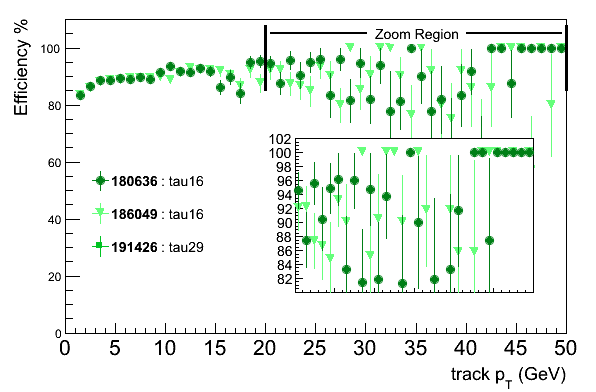 Efficiency %
100
80
60
40
20
0
Zoom Region
102
100
98
96
94
92
90
88
86
84
82
180636 : tau16
186049 : tau16
191426 : tau29
0 5 10 15 20 25 30 35 40 45 50
track pT (GeV)